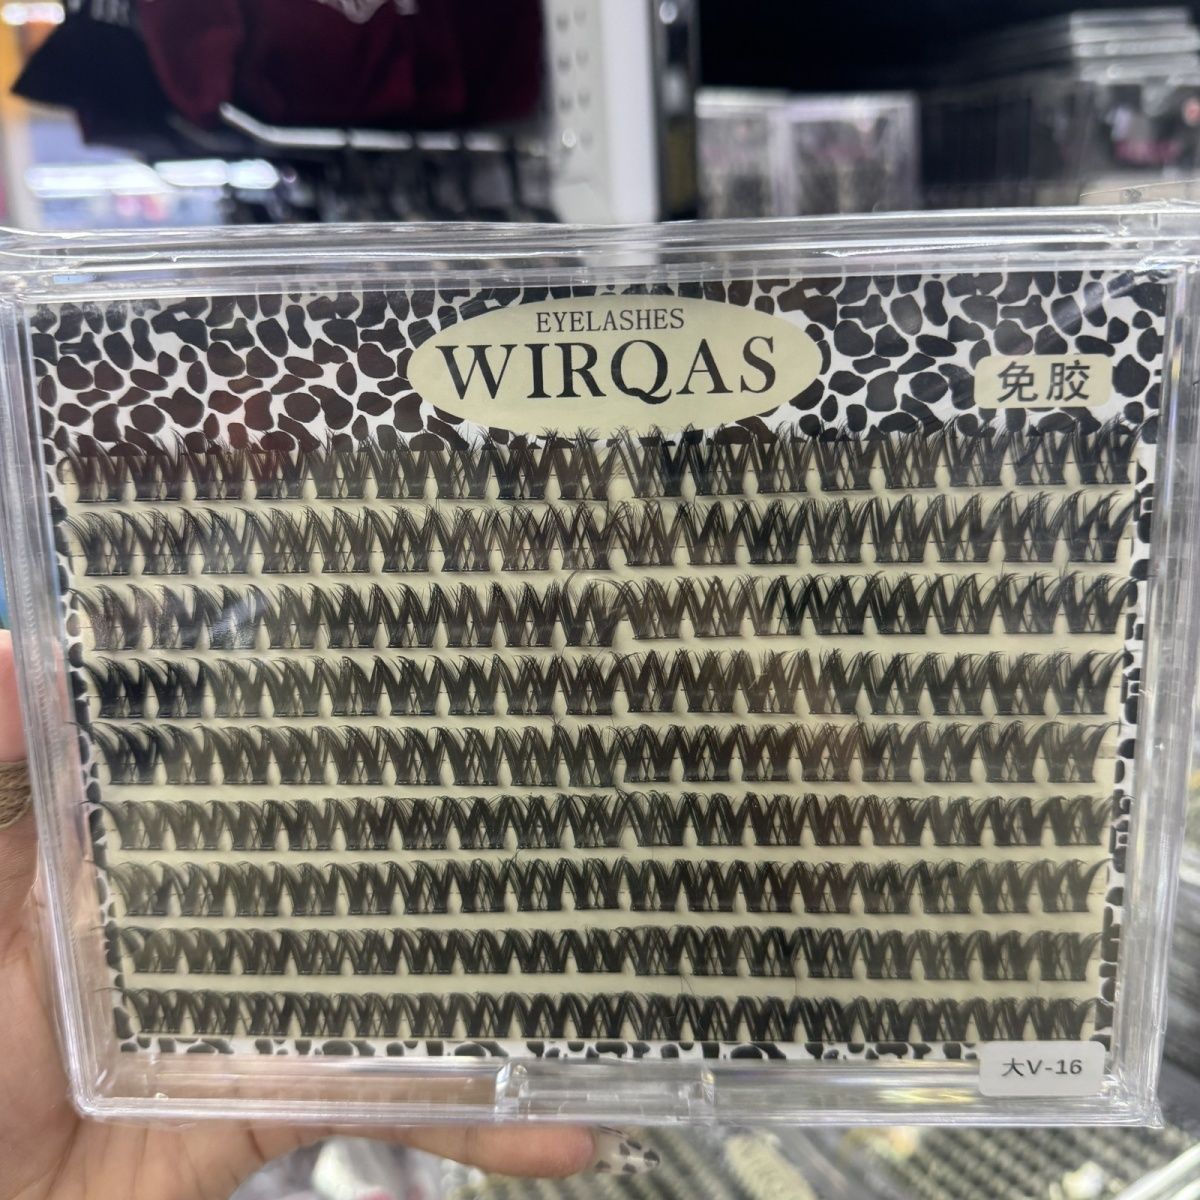 EYELASHES
WIRQAS
免胶
大V-16